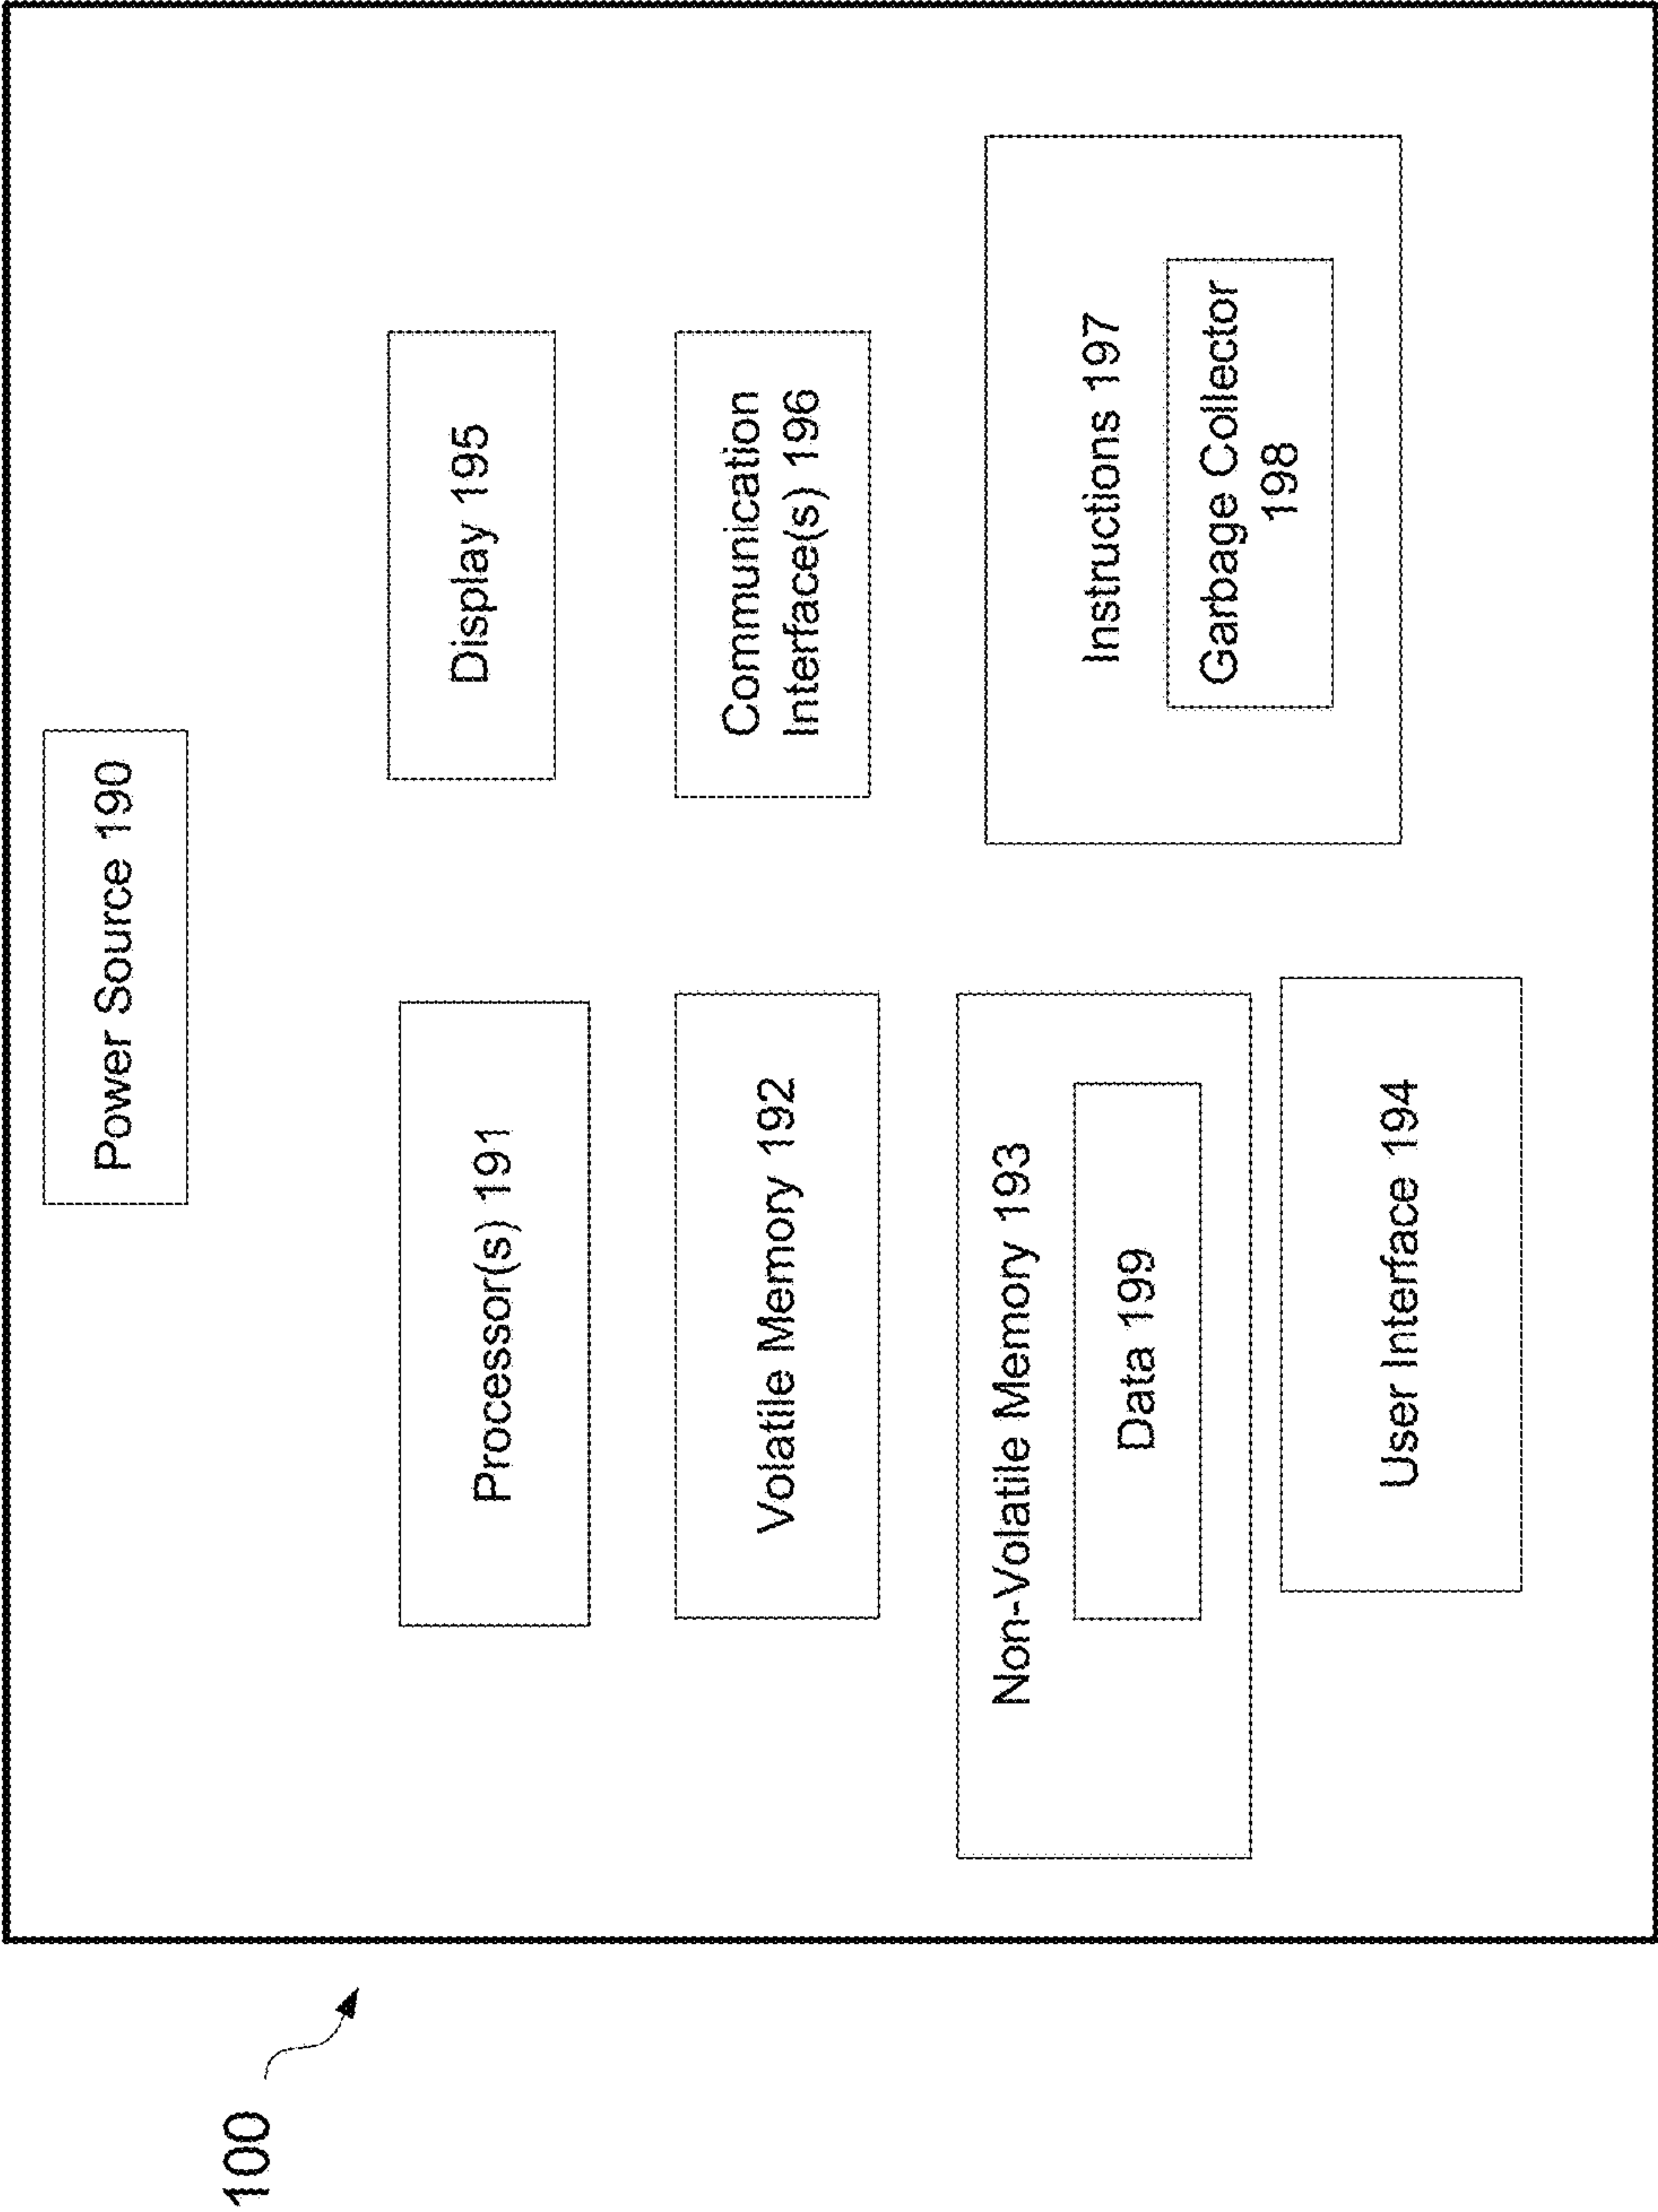 100
Power Source 190
Processor(s) 191
Display 195
Volatile Memory 192
Communication
Interface(s) 196
Non-Volatile Memory 193
Data 199
Instructions 197
Garbage Collector
198
User Interface 194